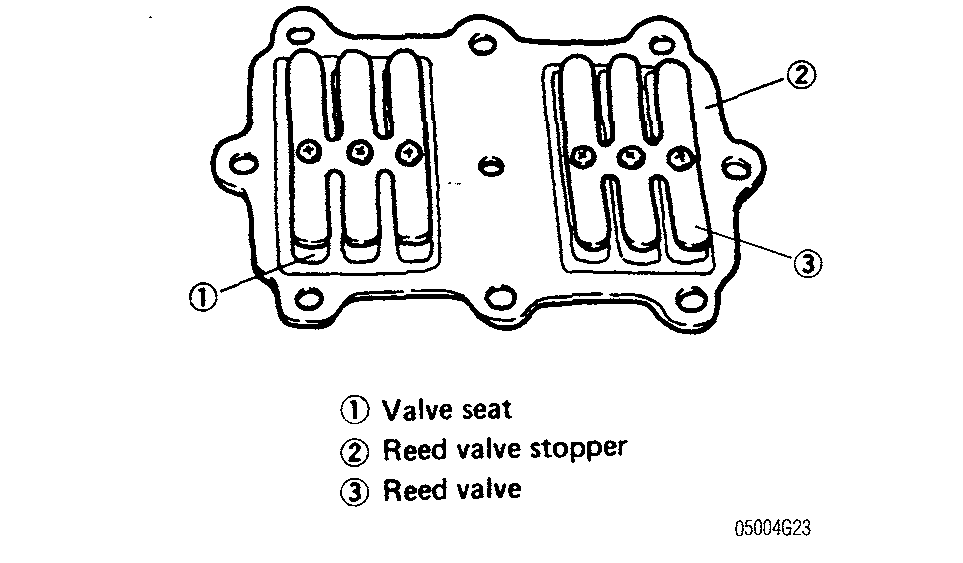 ②
③
①
① Valve seat
② Reed valve stopper
③ Reed valve
05004G23